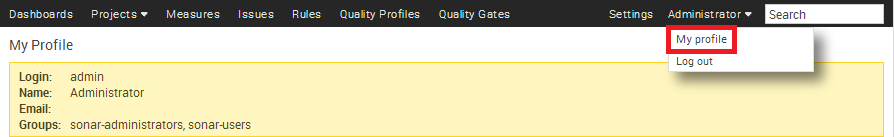 Dashboards Projects Measures Issues Rules Quality Profiles Quality Gates Settings Administrator Search
My profile
Log out
My Profile
Login: admin
Name: Administrator
Email:
Groups: sonar-administrators, sonar-users